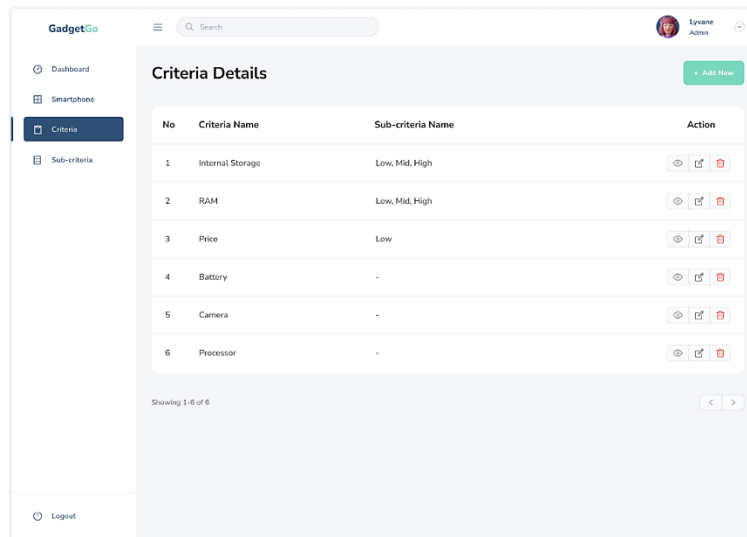 GadgetGo
Search
Lyvane
Admin
Dashboard
Smartphone
Criteria
Sub-criteria
Logout
Criteria Details
+ Add New
No Criteria Name Sub-criteria Name Action
1 Internal Storage Low, Mid, High
2 RAM Low, Mid, High
3 Price Low
4 Battery -
5 Camera -
6 Processor -
Showing 1-6 of 6